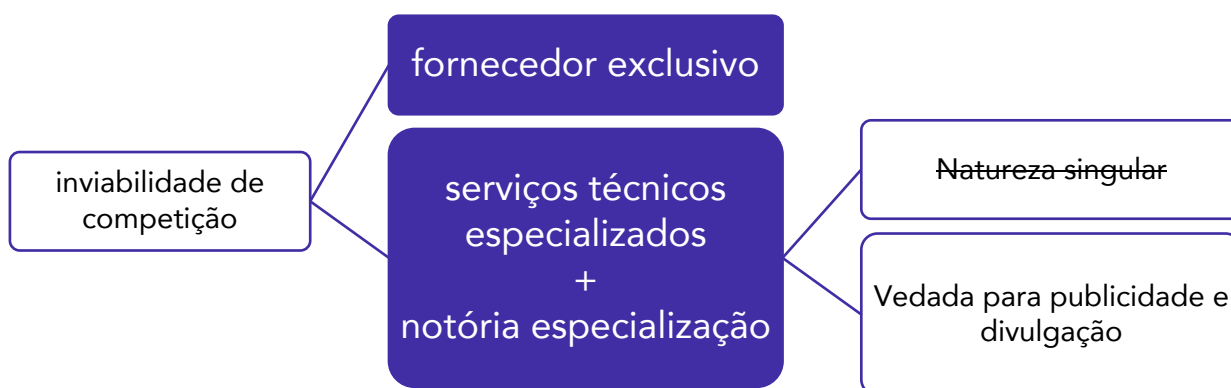 inviabilidade de
competição
fornecedor exclusivo
serviços técnicos
especializados
+
notória especialização
Natureza singular
Vedada para publicidade e
divulgação